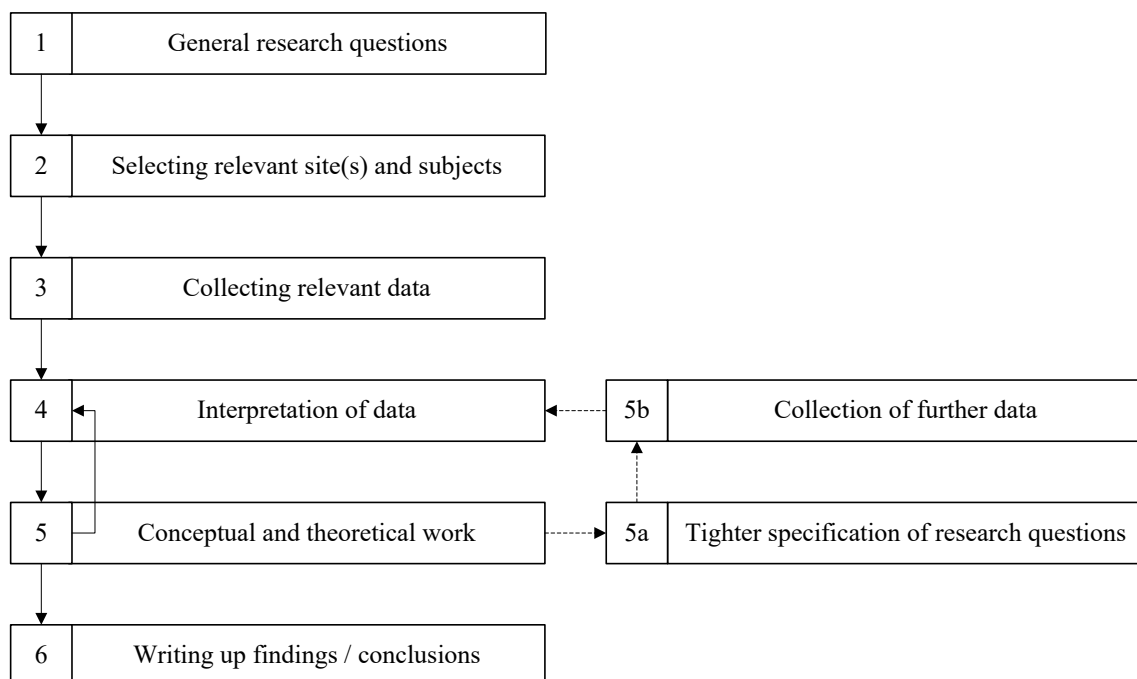 1 General research questions
2 Selecting relevant site(s) and subjects
3 Collecting relevant data
4 Interpretation of data
5b Collection of further data
5 Conceptual and theoretical work
5a Tighter specification of research questions
6 Writing up findings / conclusions